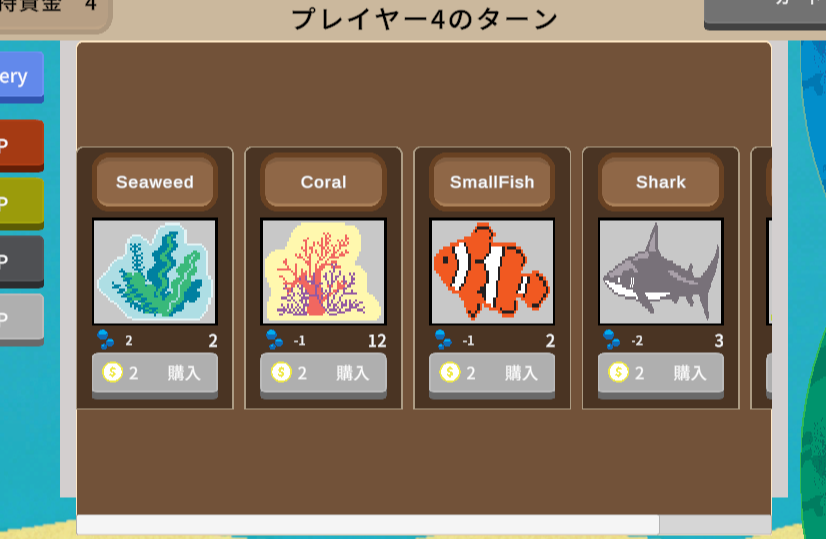 持資金 4
プレイヤー4のターン
ery
P
P
P
P
Seaweed
Coral
SmallFish
Shark
2 2
-1 12
-1 2
-2 3
$ 2 購入
$ 2 購入
$ 2 購入
$ 2 購入